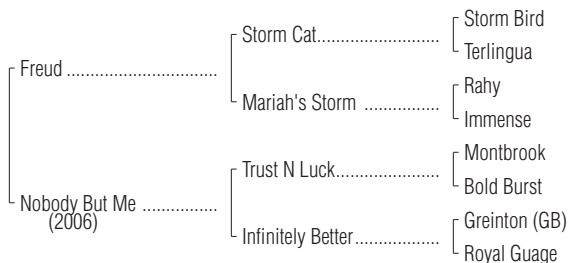 Storm Bird
Storm Cat................................
Terlingua
Freud ................................
Rahy
Mariah's Storm ................
Immense
Montbrook
Trust N Luck......................
Bold Burst
Nobody But Me ................
(2006)
Greinton (GB)
Infinitely Better..................
Royal Guage